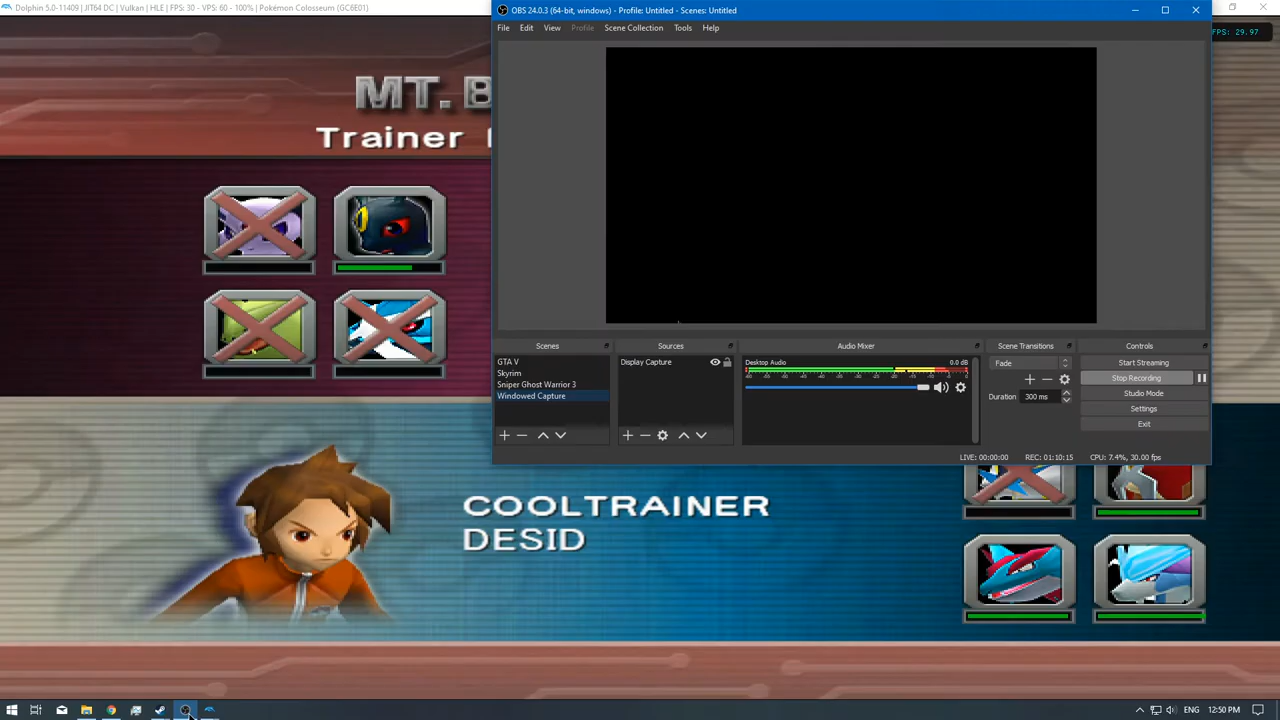 Dolphin 5.0-11409 | JIT64 DC | Vulkan | HLE | FPS: 30 - VPS: 60 - 100% | Pokémon Colosseum (GC6E01)
OBS 24.0.3 (64-bit, windows) - Profile: Untitled - Scenes: Untitled
File Edit View Profile Scene Collection Tools Help
FPS: 29.97
MT. B
Trainer
Scenes
GTA V
Skyrim
Sniper Ghost Warrior 3
Windowed Capture
Sources
Display Capture
Audio Mixer
Desktop Audio 0.0 dB
Scene Transitions
Fade
Duration 300 ms
Controls
Start Streaming
Stop Recording
Studio Mode
Settings
Exit
LIVE: 00:00:00 REC: 01:10:15 CPU: 7.4%, 30.00 fps
COOLTRAINER
DESID
ENG 12:50 PM